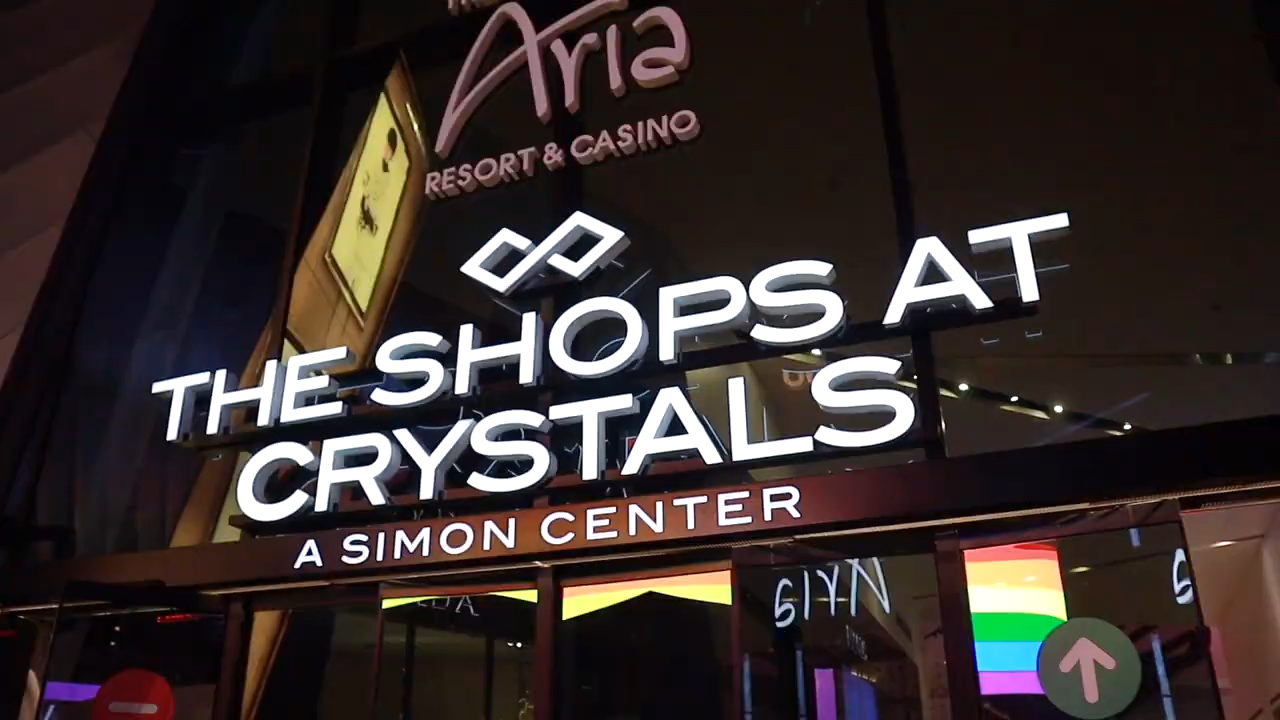 Aria
RESORT & CASINO
THE SHOPS AT
CRYSTALS
A SIMON CENTER